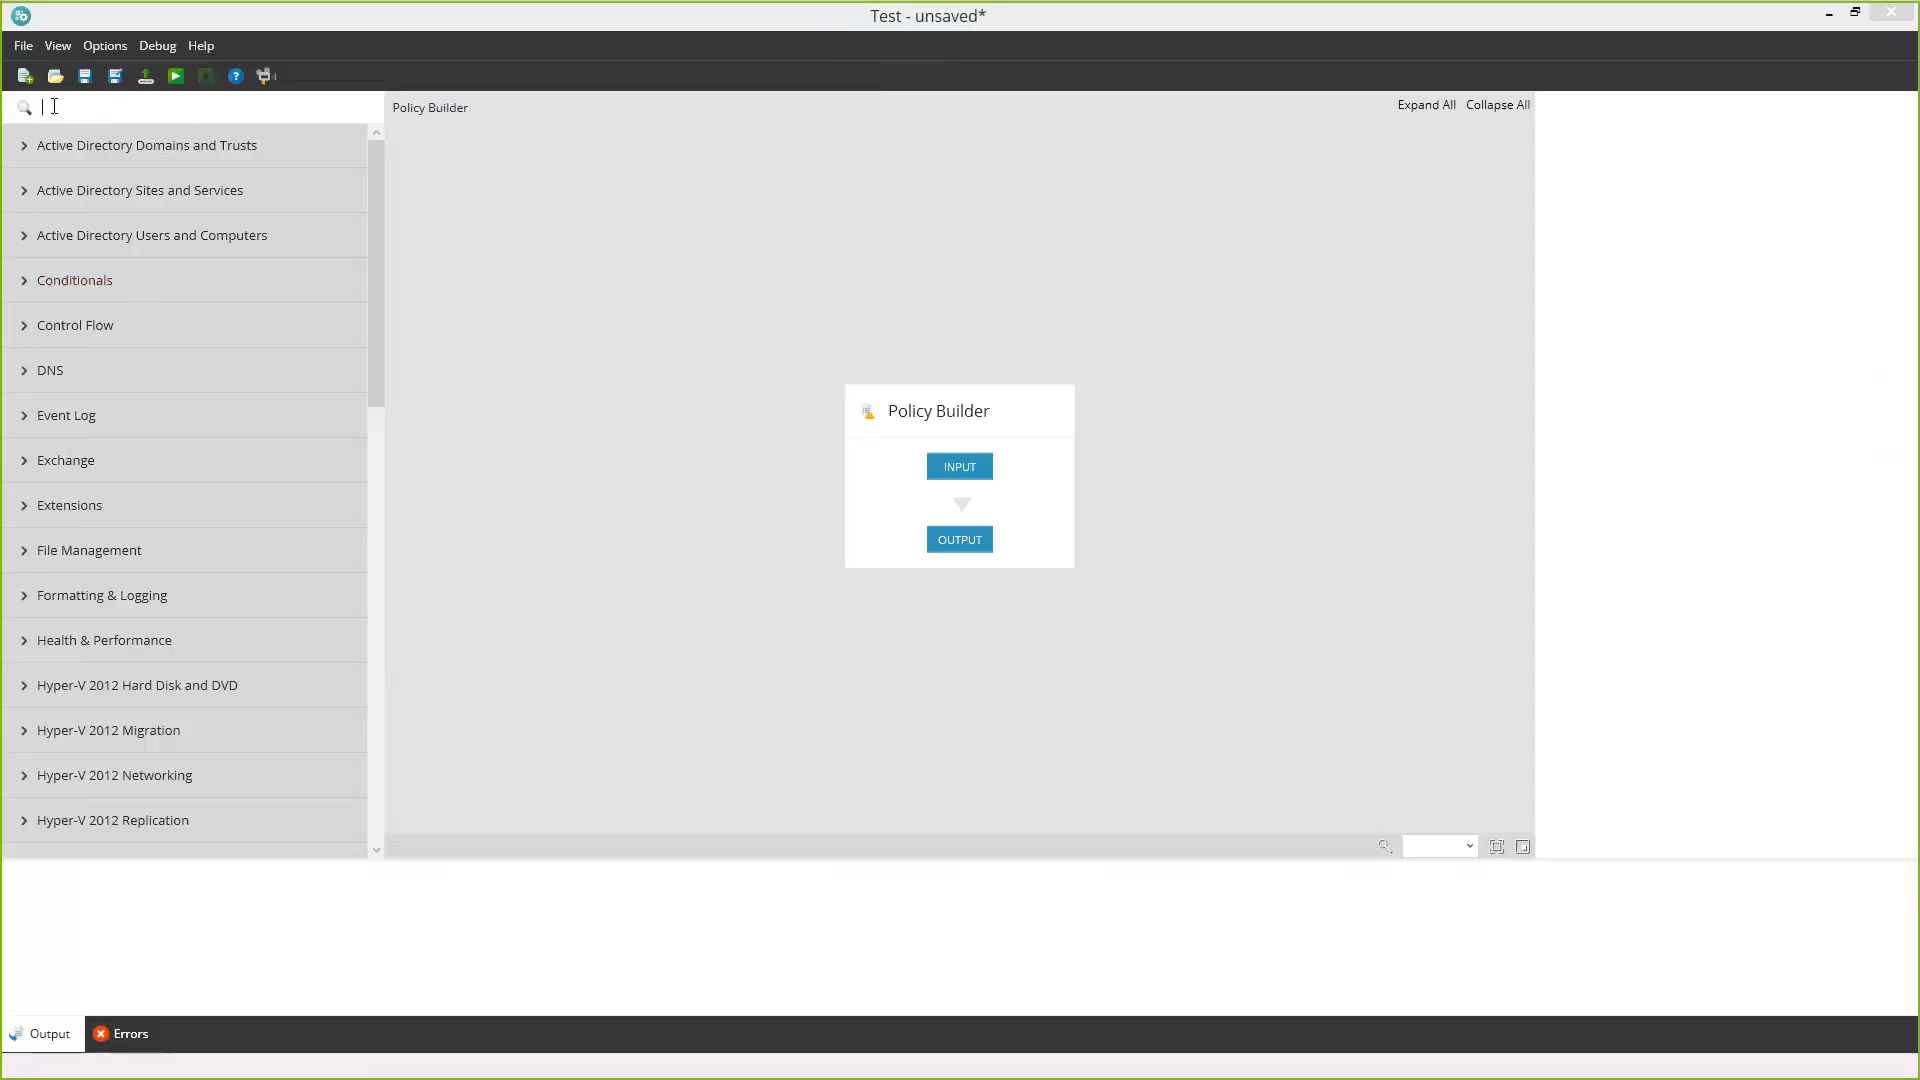 Test - unsaved*
File View Options Debug Help
Policy Builder
Expand All Collapse All
Active Directory Domains and Trusts
Active Directory Sites and Services
Active Directory Users and Computers
Conditionals
Control Flow
DNS
Event Log
Exchange
Extensions
File Management
Formatting & Logging
Health & Performance
Hyper-V 2012 Hard Disk and DVD
Hyper-V 2012 Migration
Hyper-V 2012 Networking
Hyper-V 2012 Replication
Policy Builder
INPUT
OUTPUT
Output Errors